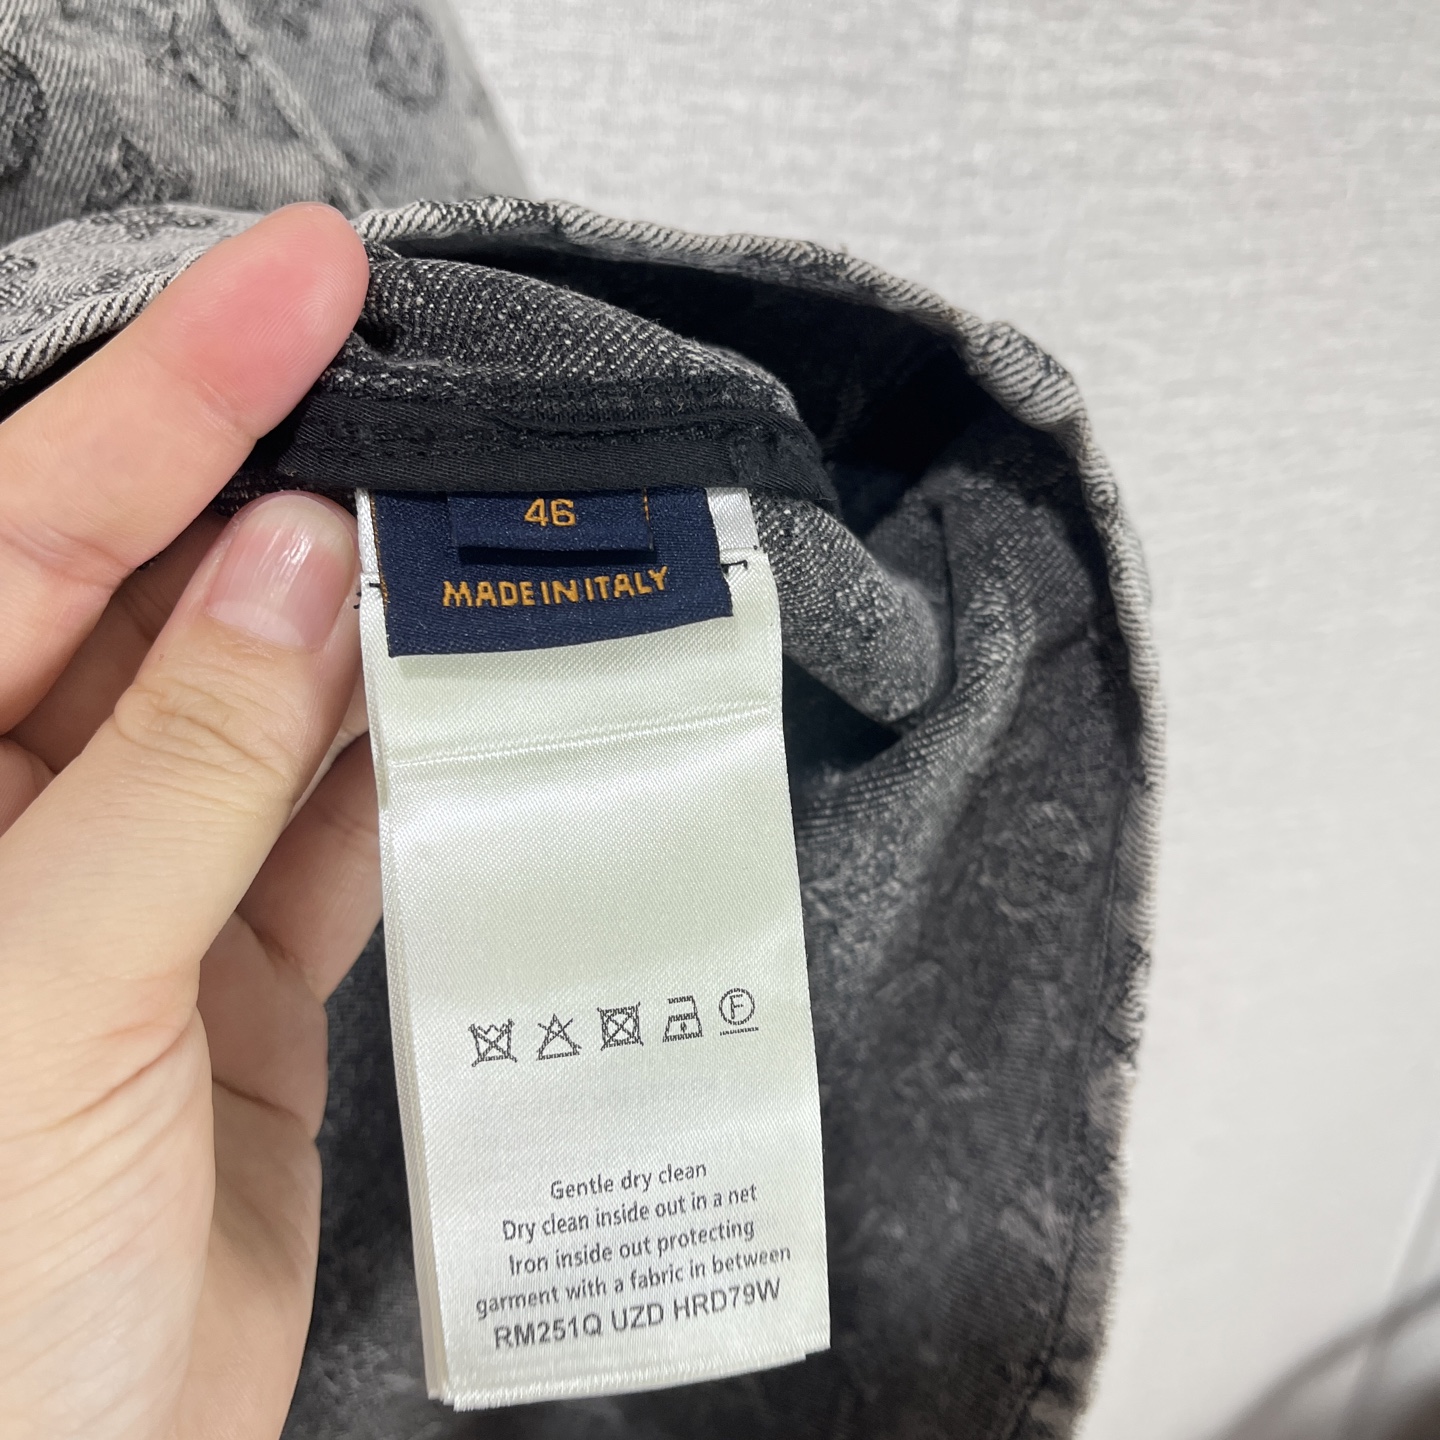 46
MADE IN ITALY
F
Gentle dry clean
Dry clean inside out in a net
Iron inside out protecting
garment with a fabric in between
RM251Q UZD HRD79W